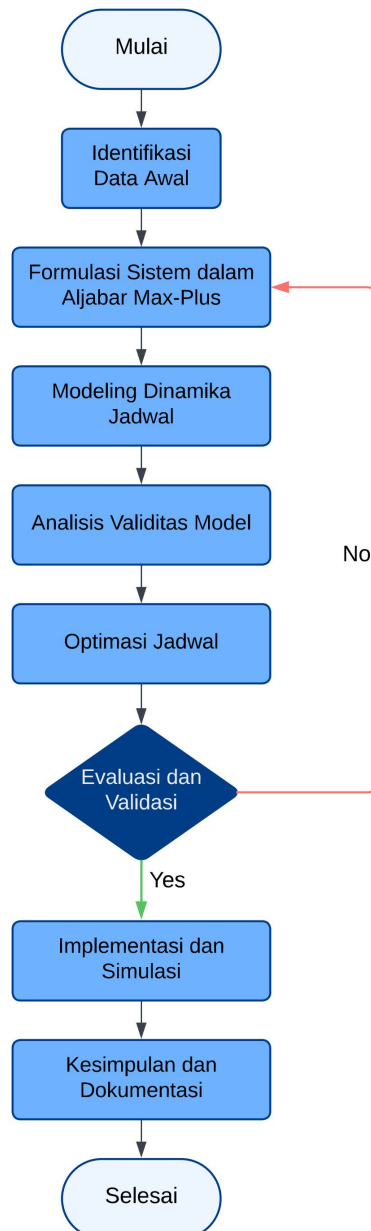 Mulai
Identifikasi
Data Awal
Formulasi Sistem dalam
Aljabar Max-Plus
Modeling Dinamika
Jadwal
Analisis Validitas Model
No
Optimasi Jadwal
Evaluasi dan
Validasi
Yes
Implementasi dan
Simulasi
Kesimpulan dan
Dokumentasi
Selesai